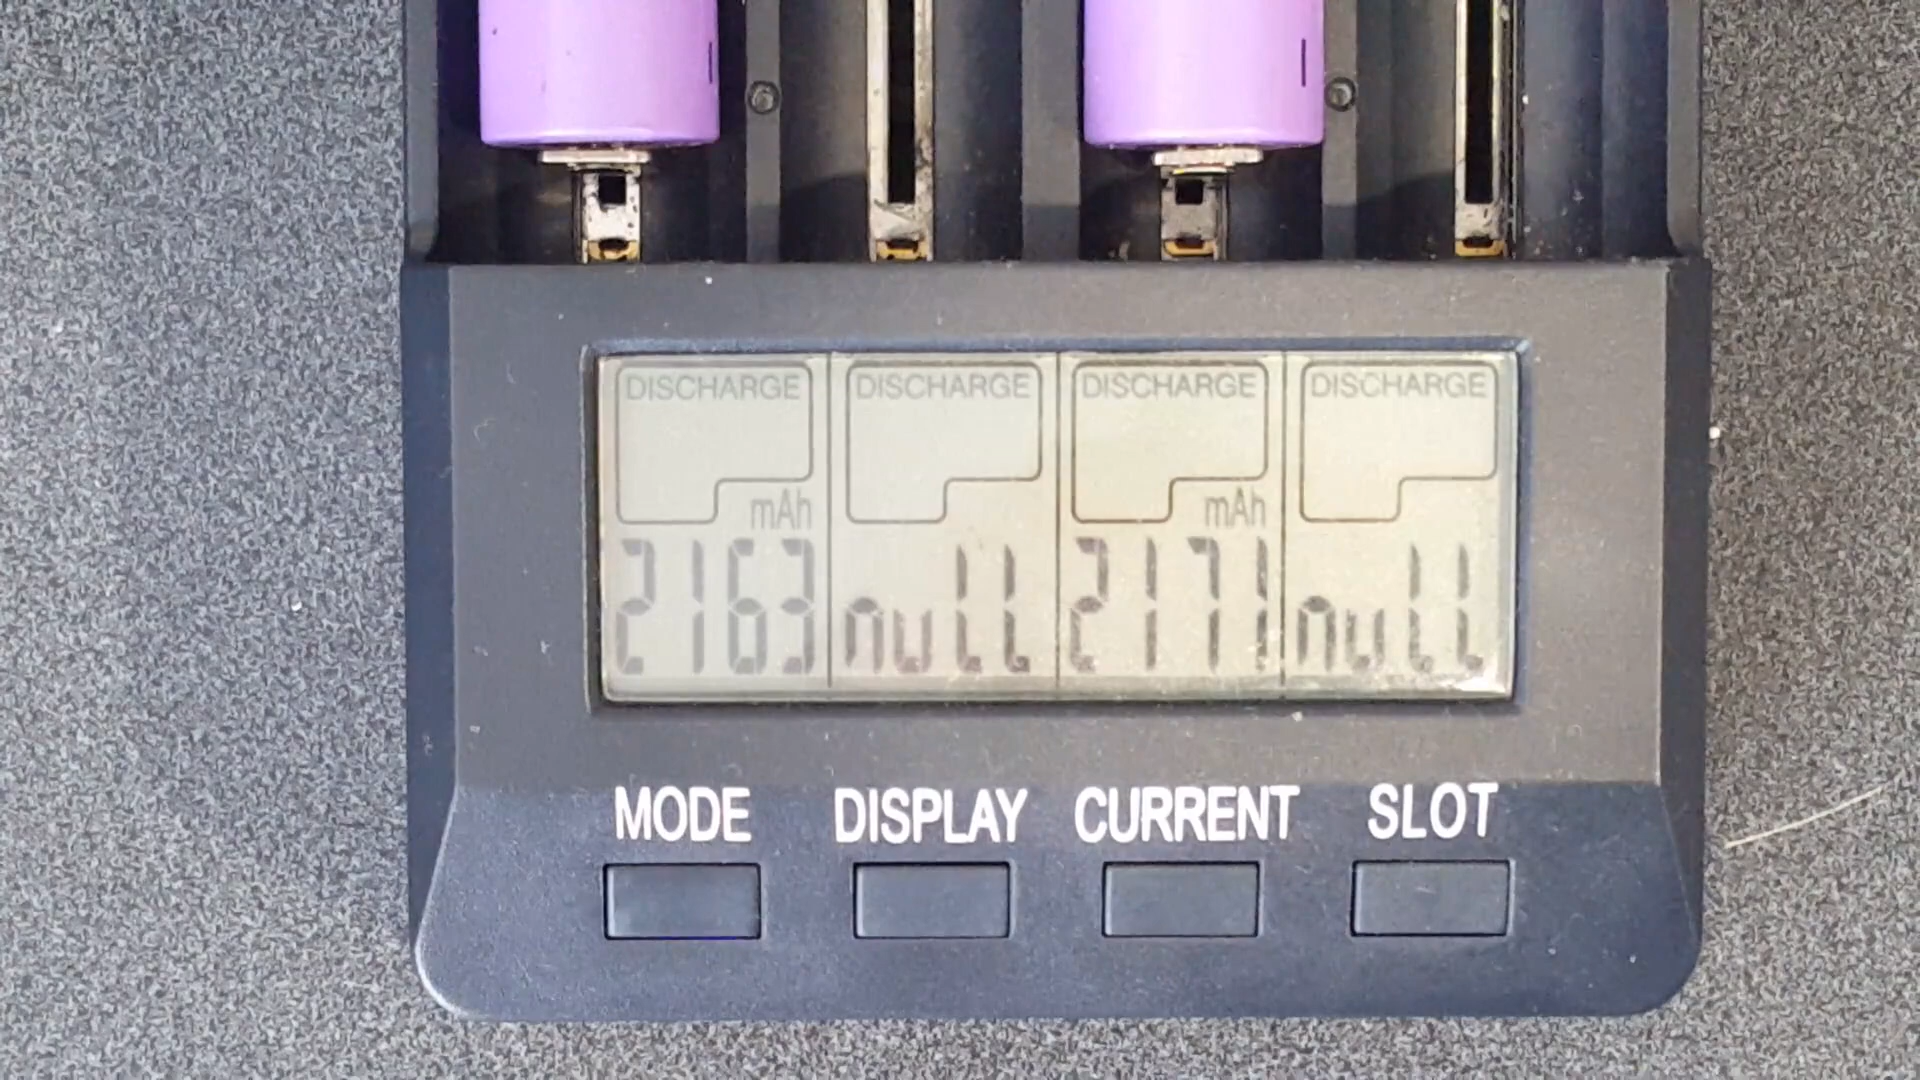 DISCHARGE DISCHARGE DISCHARGE DISCHARGE
mAh mAh
2163 null 2171 null
MODE DISPLAY CURRENT SLOT